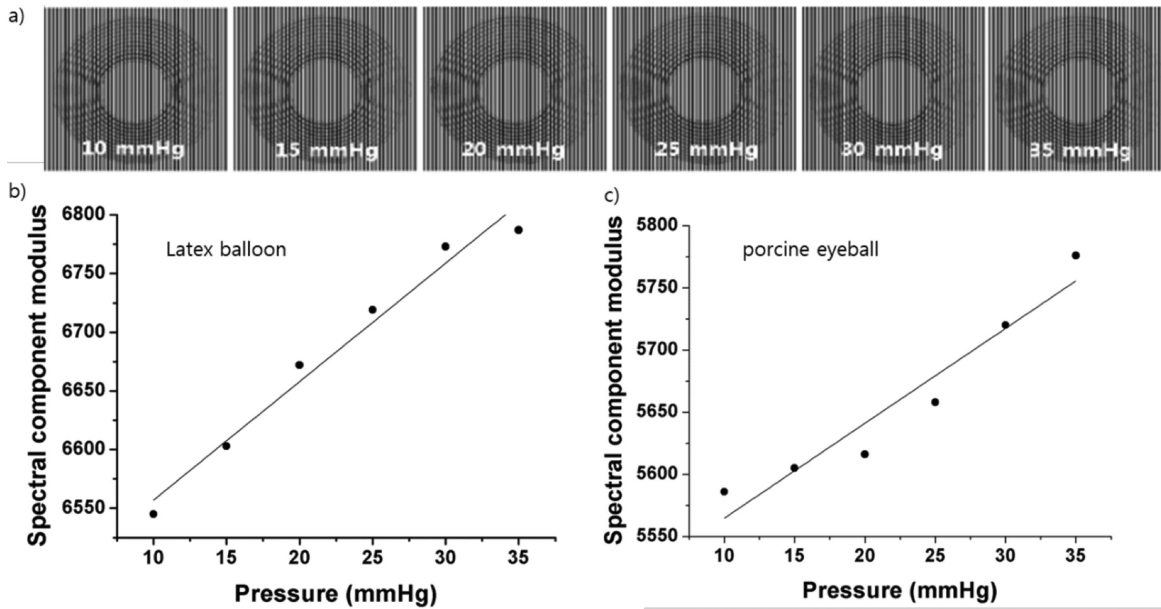 a)
10 mmHg
15 mmHg
20 mmHg
25 mmHg
30 mmHg
35 mmHg
b)
Spectral component modulus
6800
6750
6700
6650
6600
6550
Latex balloon
10 15 20 25 30 35
Pressure (mmHg)
c)
Spectral component modulus
5800
5750
5700
5650
5600
5550
porcine eyeball
10 15 20 25 30 35
Pressure (mmHg)